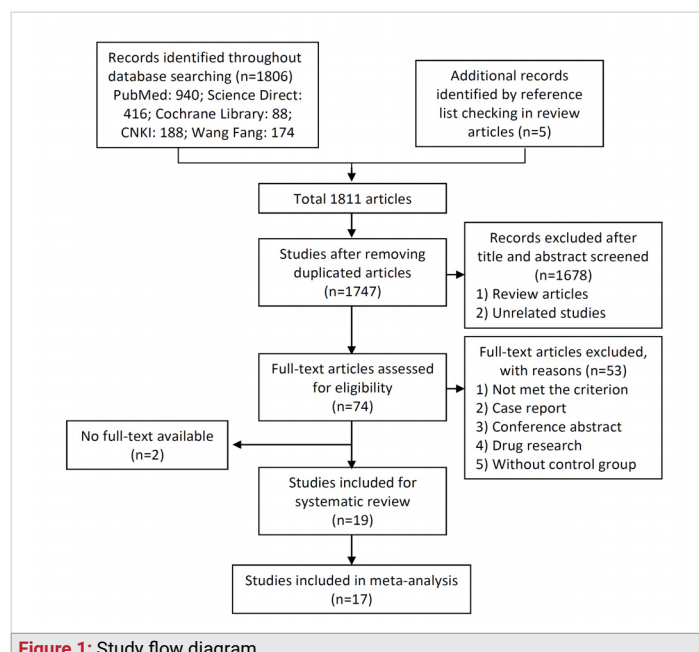 Records identified throughout
database searching (n=1806)
PubMed: 940; Science Direct:
416; Cochrane Library: 88;
CNKI: 188; Wang Fang: 174
Additional records
identified by reference
list checking in review
articles (n=5)
Total 1811 articles
Studies after removing
duplicated articles
(n=1747)
Records excluded after
title and abstract screened
(n=1678)
1) Review articles
2) Unrelated studies
Full-text articles assessed
for eligibility
(n=74)
Full-text articles excluded,
with reasons (n=53)
1) Not met the criterion
2) Case report
3) Conference abstract
4) Drug research
5) Without control group
No full-text available
(n=2)
Studies included for
systematic review
(n=19)
Studies included in meta-analysis
(n=17)
Figure 1: Study flow diagram